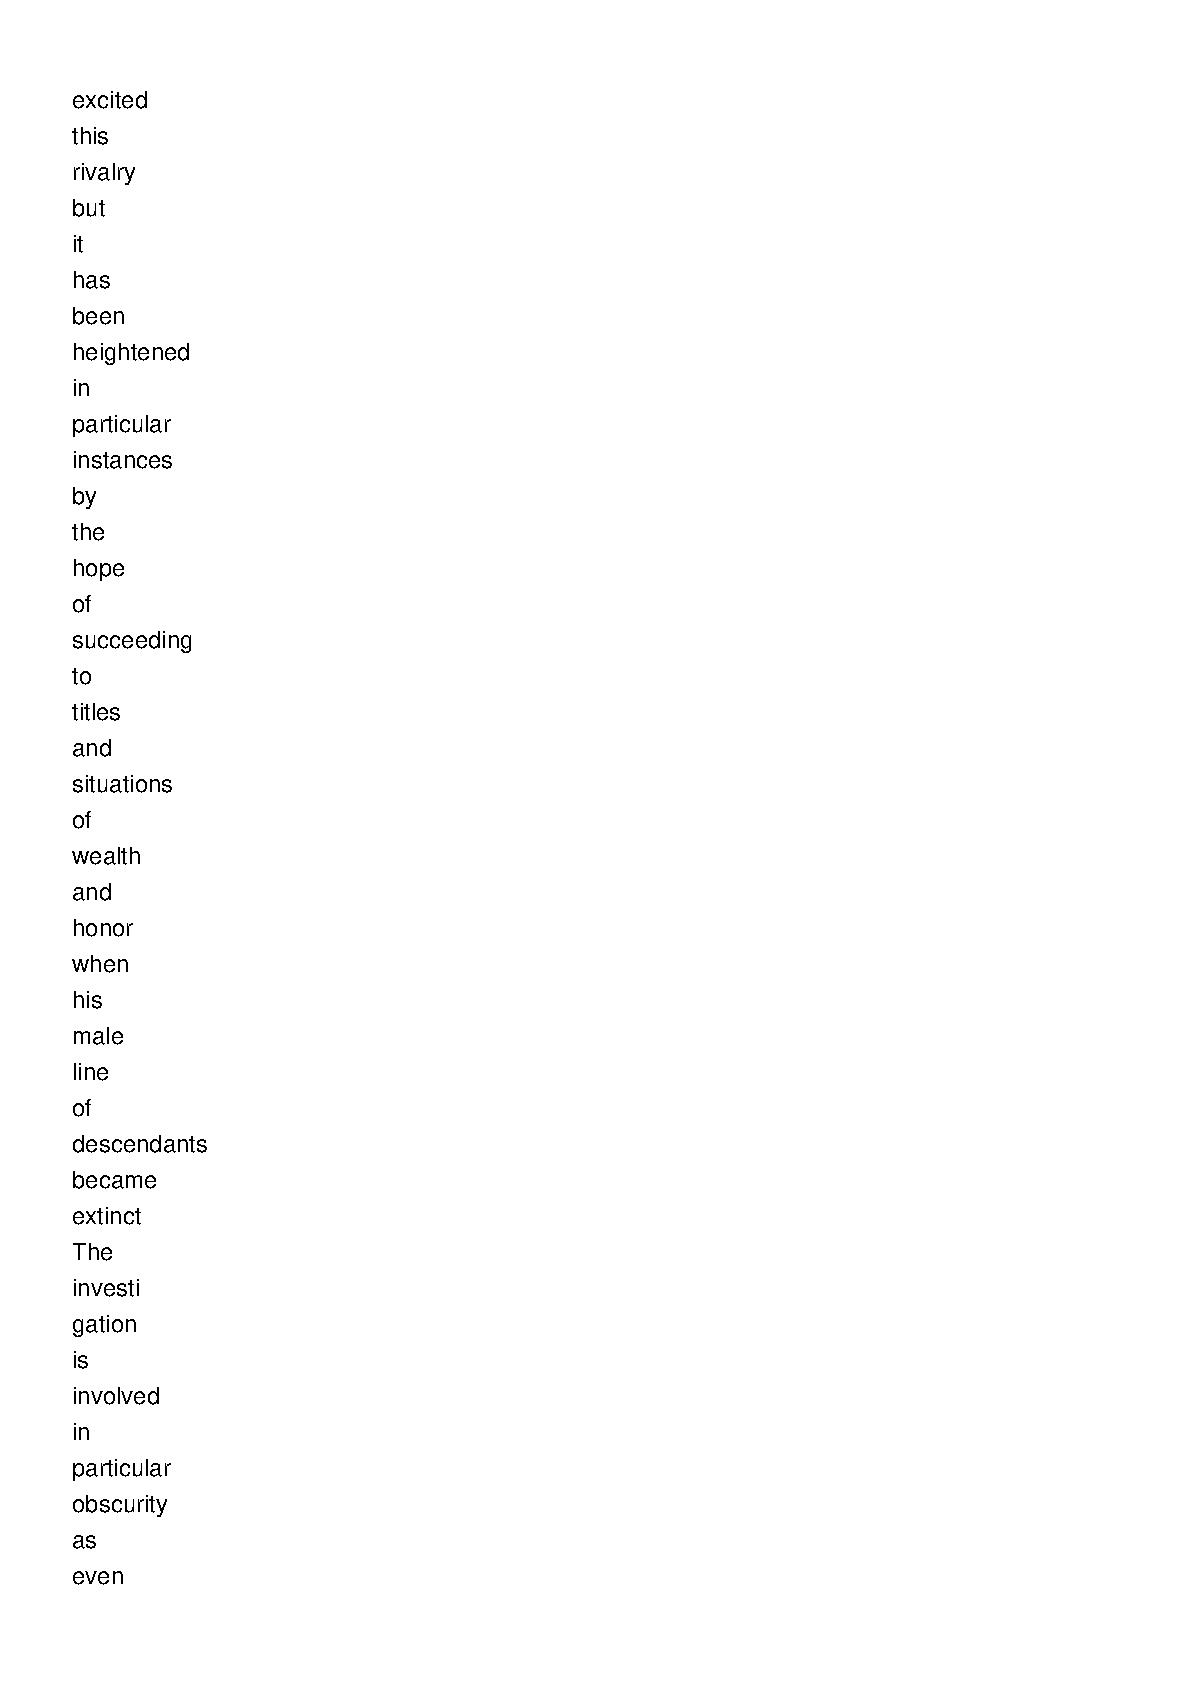 excited
this
rivalry
but
it
has
been
heightened
in
particular
instances
by
the
hope
of
succeeding
to
titles
and
situations
of
wealth
and
honor
when
his
male
line
of
descendants
became
extinct
The
investi
gation
is
involved
in
particular
obscurity
as
even